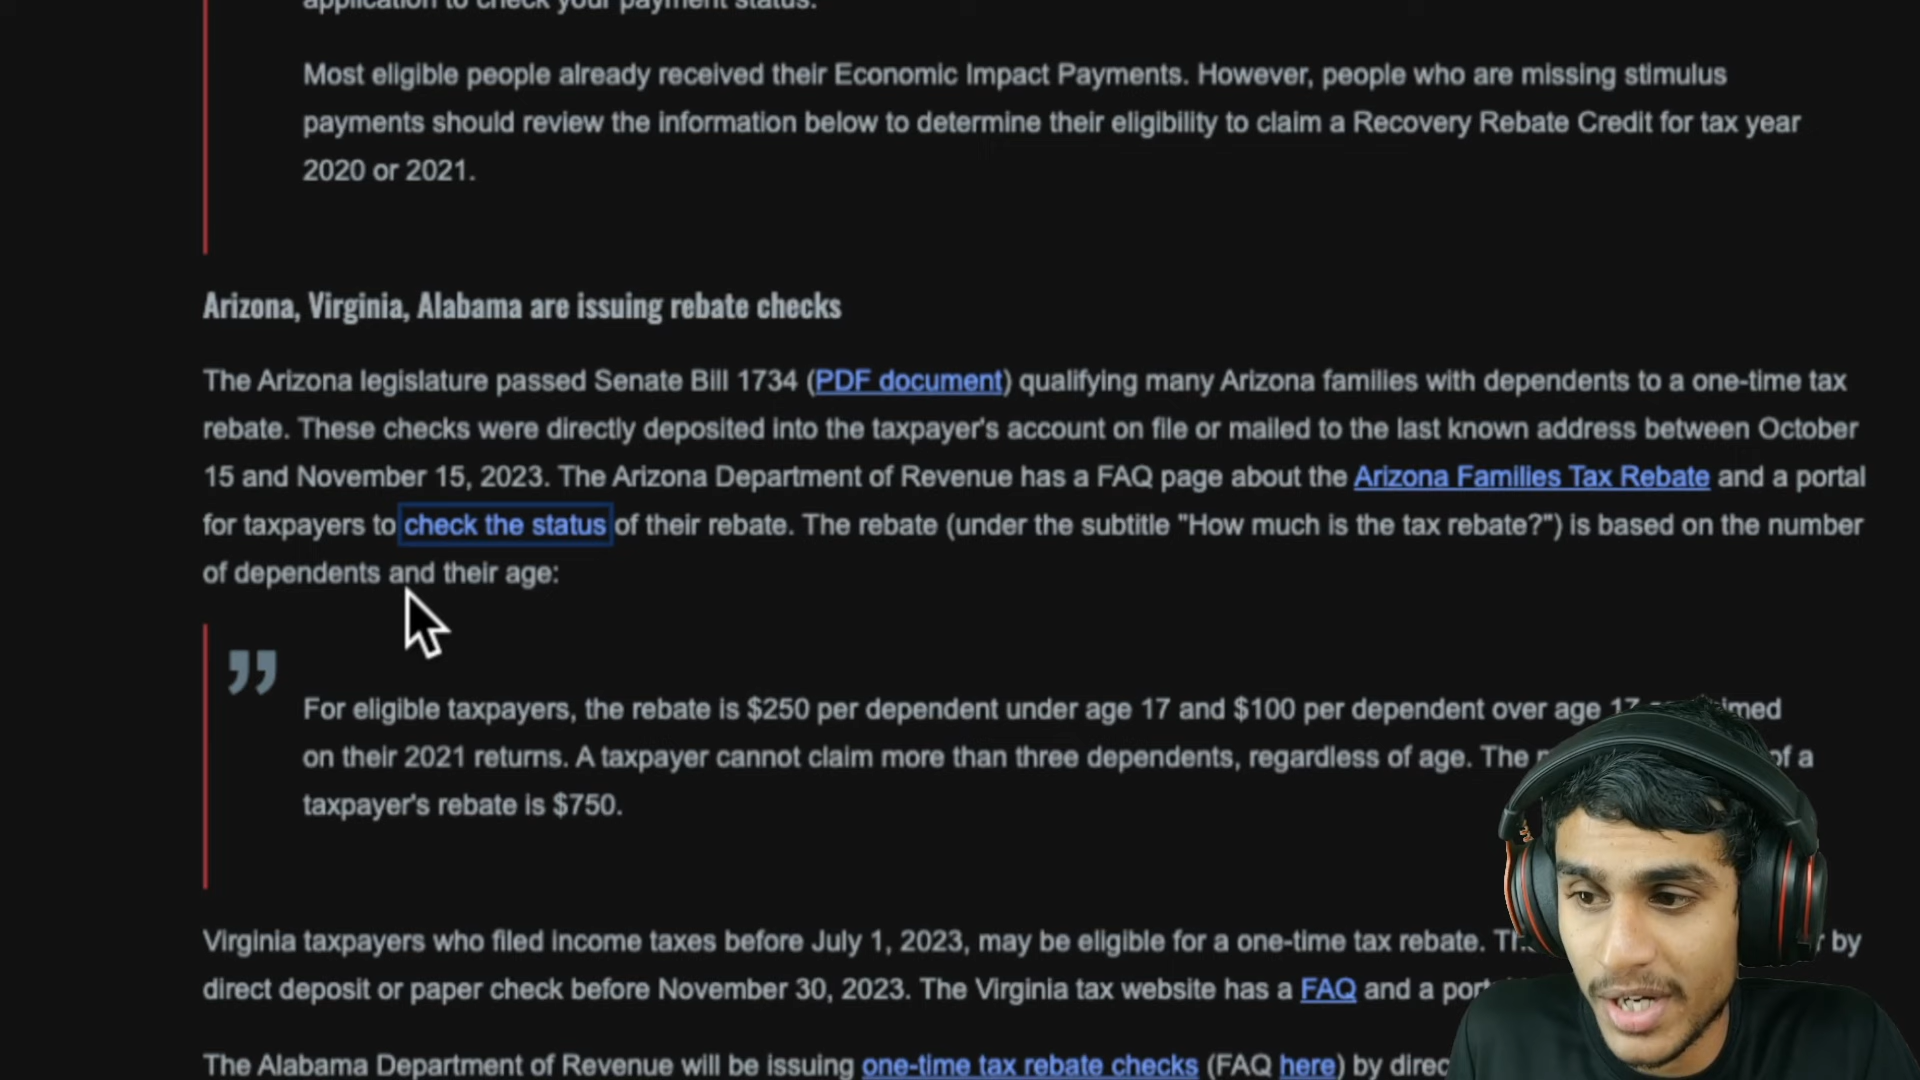 application to check your payment status.
Most eligible people already received their Economic Impact Payments. However, people who are missing stimulus
payments should review the information below to determine their eligibility to claim a Recovery Rebate Credit for tax year
2020 or 2021.
Arizona, Virginia, Alabama are issuing rebate checks
The Arizona legislature passed Senate Bill 1734 (PDF document) qualifying many Arizona families with dependents to a one-time tax
rebate. These checks were directly deposited into the taxpayer's account on file or mailed to the last known address between October
15 and November 15, 2023. The Arizona Department of Revenue has a FAQ page about the Arizona Families Tax Rebate and a portal
for taxpayers to check the status of their rebate. The rebate (under the subtitle "How much is the tax rebate?") is based on the number
of dependents and their age:
”
For eligible taxpayers, the rebate is $250 per dependent under age 17 and $100 per dependent over age 17
on their 2021 returns. A taxpayer cannot claim more than three dependents, regardless of age. The of a
taxpayer's rebate is $750.
Virginia taxpayers who filed income taxes before July 1, 2023, may be eligible for a one-time tax rebate. by
direct deposit or paper check before November 30, 2023. The Virginia tax website has a FAQ and a
The Alabama Department of Revenue will be issuing one-time tax rebate checks (FAQ here) by